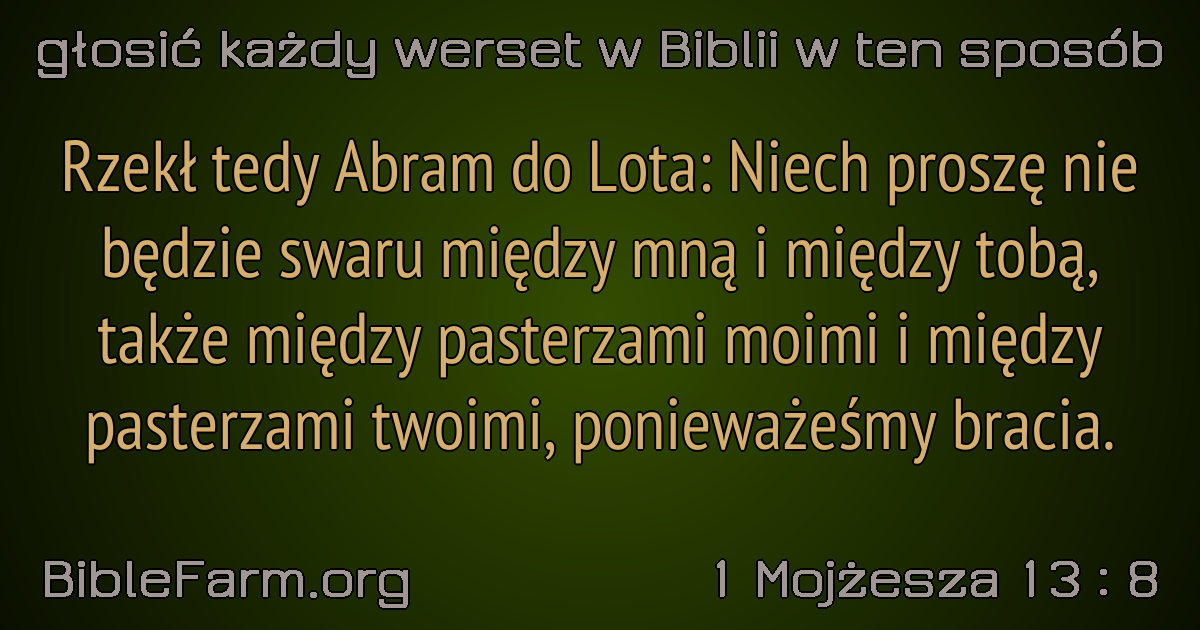 głosić każdy werset w Biblii w ten sposób
Rzekł tedy Abram do Lota: Niech proszę nie
będzie swaru między mną i między tobą,
także między pasterzami moimi i między
pasterzami twoimi, ponieważeśmy bracia.
BibleFarm.org
1 Mojżesza 13 : 8